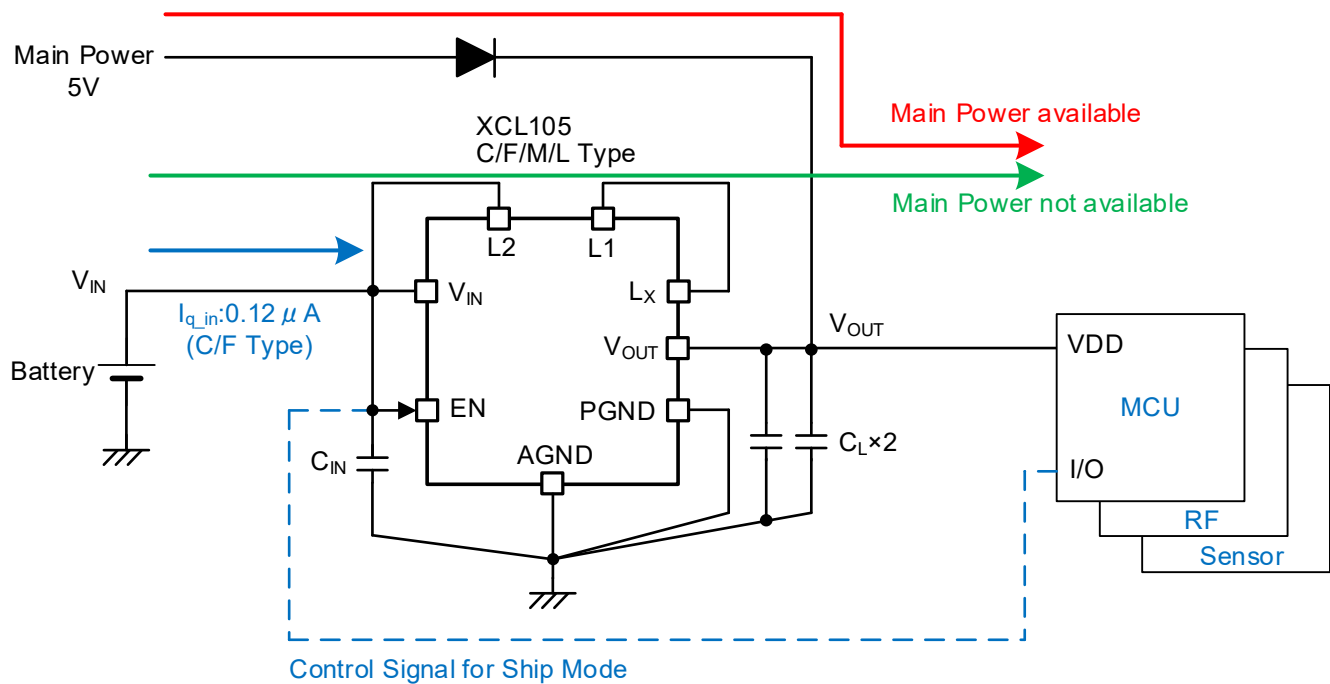 Main Power
5V
Main Power available
XCL105
C/F/M/L Type
Main Power not available
L2
L1
VIN
VIN
LX
Iq_in:0.12 μ A
(C/F Type)
VOUT
VOUT
VDD
Battery
EN
PGND
MCU
CIN
AGND
CL×2
I/O
RF
Sensor
Control Signal for Ship Mode